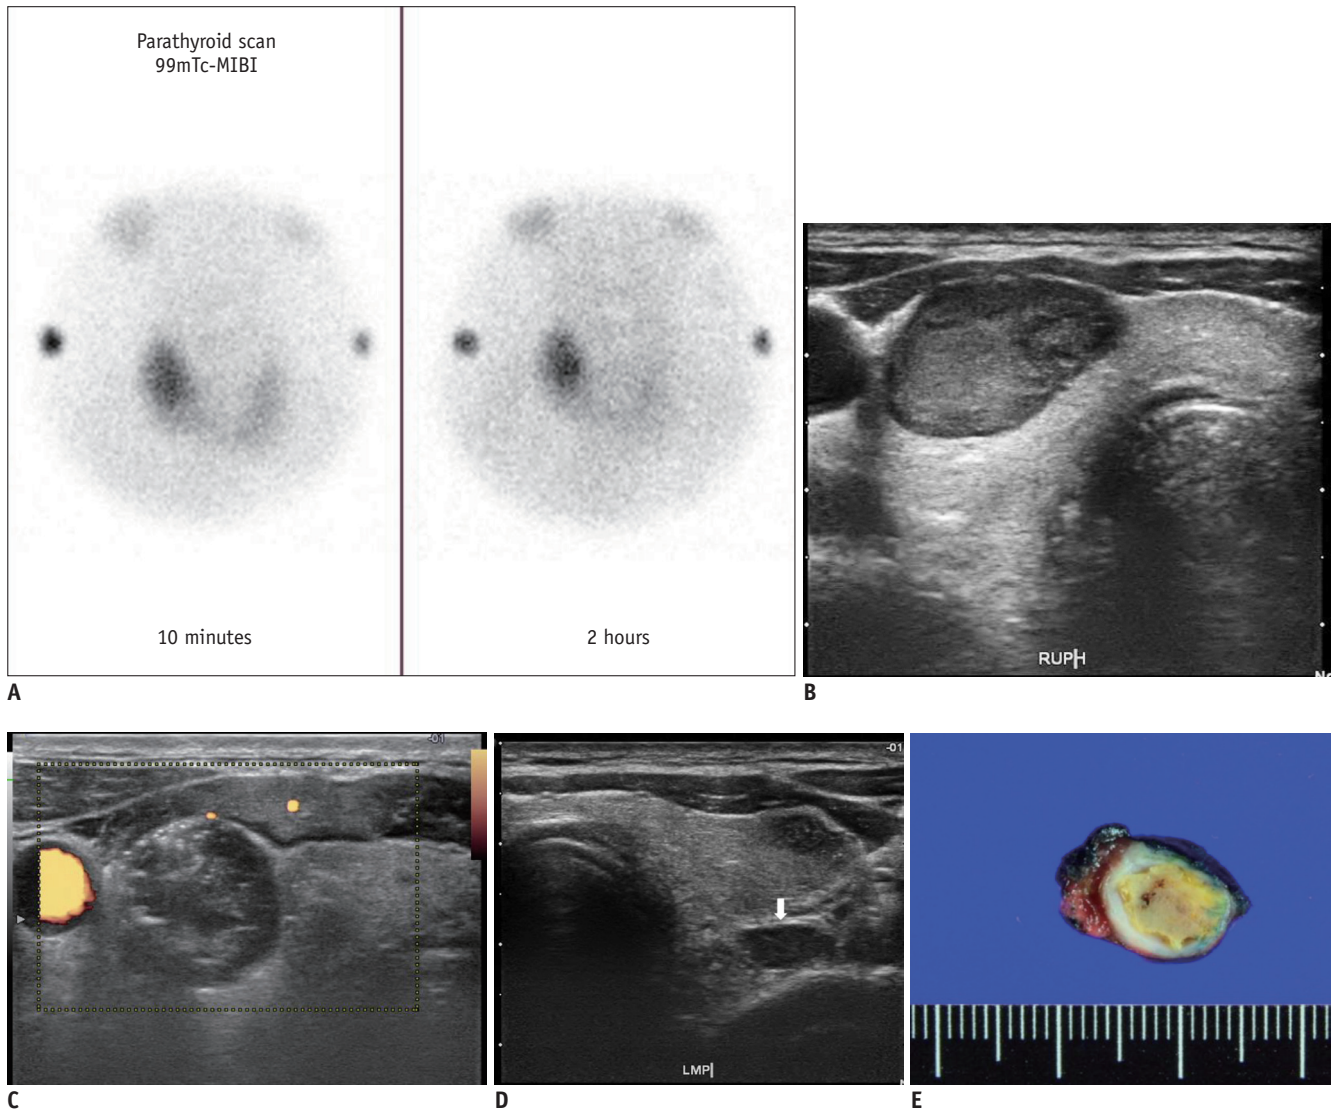 Parathyroid scan
99mTc-MIBI
10 minutes
2 hours
A
RUPH
B
-01
C
-01
LMP
D
E